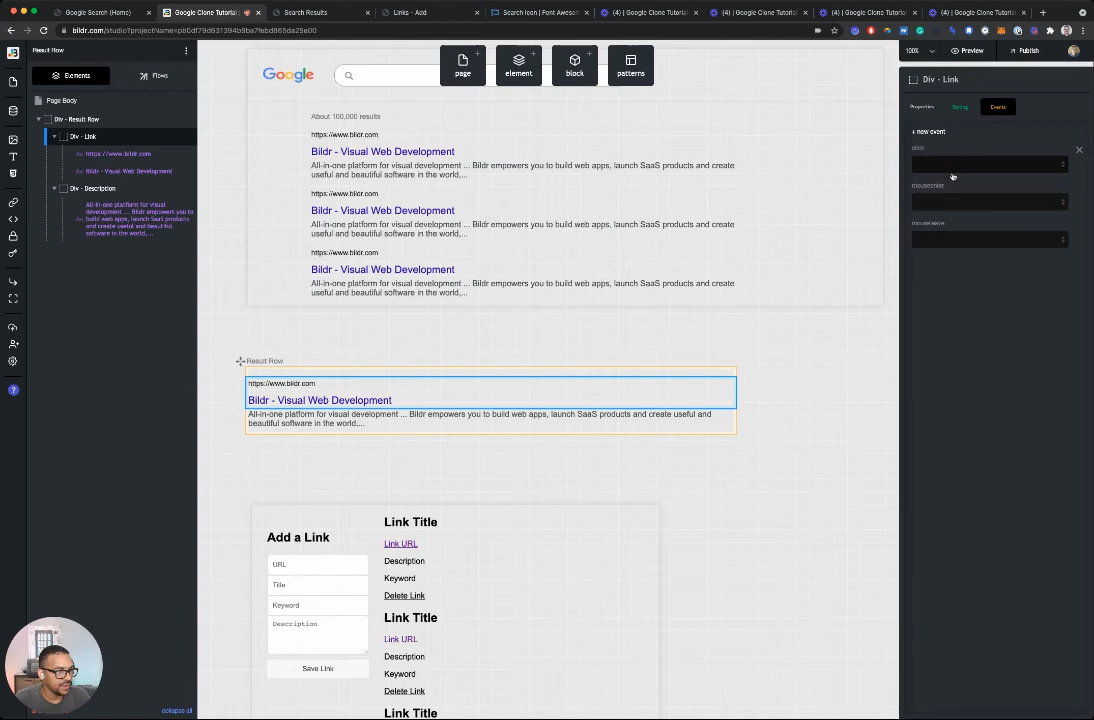 Google Search (Home)
Google Clone Tutorial
Search Results
Links - Add
Search Icon | Font Aweso
(4) | Google Clone Tutorial
(4) | Google Clone Tutorial
(4) | Google Clone Tutorial
(4) | Google Clone Tutorial
bildr.com/studio?projectName=pb0df79d631394b9ba1febd836da25e00
Result Row
Elements
Flows
Page Body
Div - Result Row
Div - Link
https://www.bildr.com
Bildr - Visual Web Development
Div - Description
All-in-one platform for visual
development ... Bildr empowers you to
build web apps, launch SaaS products
and create useful and beautiful
software in the world,...
collapse all
page
element
block
patterns
Google
About 100,000 results
https://www.bildr.com
Bildr - Visual Web Development
All-in-one platform for visual development ... Bildr empowers you to build web apps, launch SaaS products and create
useful and beautiful software in the world,...
https://www.bildr.com
Bildr - Visual Web Development
All-in-one platform for visual development ... Bildr empowers you to build web apps, launch SaaS products and create
useful and beautiful software in the world,...
https://www.bildr.com
Bildr - Visual Web Development
All-in-one platform for visual development ... Bildr empowers you to build web apps, launch SaaS products and create
useful and beautiful software in the world,...
Result Row
https://www.bildr.com
Bildr - Visual Web Development
All-in-one platform for visual development ... Bildr empowers you to build web apps, launch SaaS products and create useful and
beautiful software in the world,...
Add a Link
URL
Title
Keyword
Description
Save Link
Link Title
Link URL
Description
Keyword
Delete Link
Link Title
Link URL
Description
Keyword
Delete Link
Link Title
100%
Preview
Publish
Div - Link
Properties
Styling
Events
+ new event
click
mouseenter
mouseleave